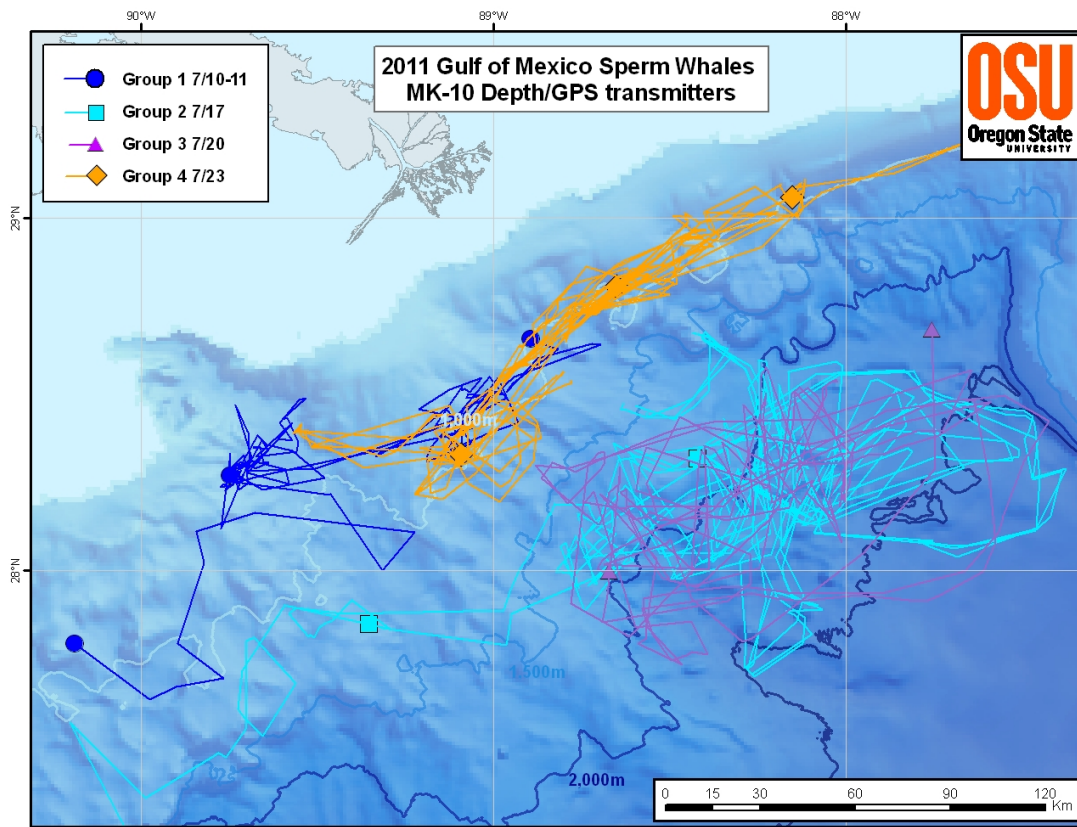 90°W
89°W
88°W
Group 1 7/10-11
Group 2 7/17
Group 3 7/20
Group 4 7/23
2011 Gulf of Mexico Sperm Whales
MK-10 Depth/GPS transmitters
OSU
Oregon State
UNIVERSITY
29°N
29°N
1,000m
28°N
28°N
1,500m
2,000m
0 15 30 60 90 120
Km